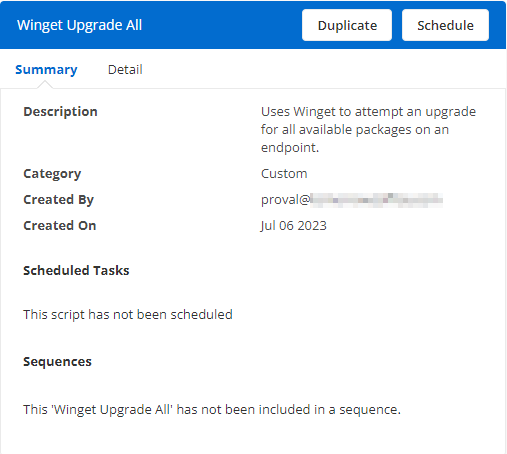 Winget Upgrade All
Duplicate
Schedule
Summary
Detail
Description
Uses Winget to attempt an upgrade
for all available packages on an
endpoint.
Category
Custom
Created By
proval@
Created On
Jul 06 2023
Scheduled Tasks
This script has not been scheduled
Sequences
This 'Winget Upgrade All' has not been included in a sequence.